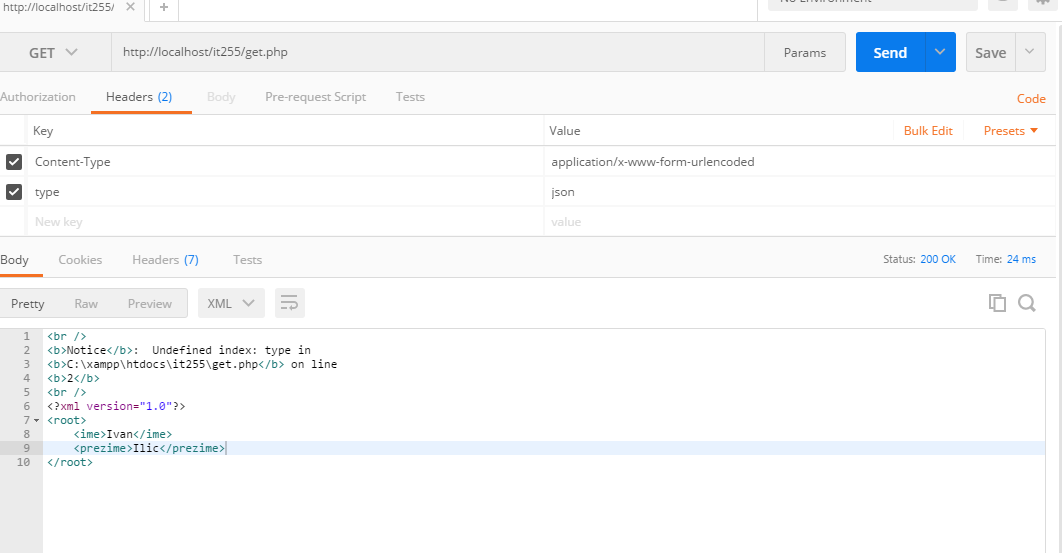 http://localhost/it255/ × +
No Environment
GET http://localhost/it255/get.php Params Send Save
Authorization Headers (2) Body Pre-request Script Tests Code
Key Value Bulk Edit Presets
Content-Type application/x-www-form-urlencoded
type json
New key value
Body Cookies Headers (7) Tests Status: 200 OK Time: 24 ms
Pretty Raw Preview XML
1 <br />
2 <b>Notice</b>:  Undefined index: type in
3 <b>C:\xampp\htdocs\it255\get.php</b> on line
4 <b>2</b>
5 <br />
6 <?xml version="1.0"?>
7 <root>
8     <ime>Ivan</ime>
9     <prezime>Ilic</prezime>
10 </root>